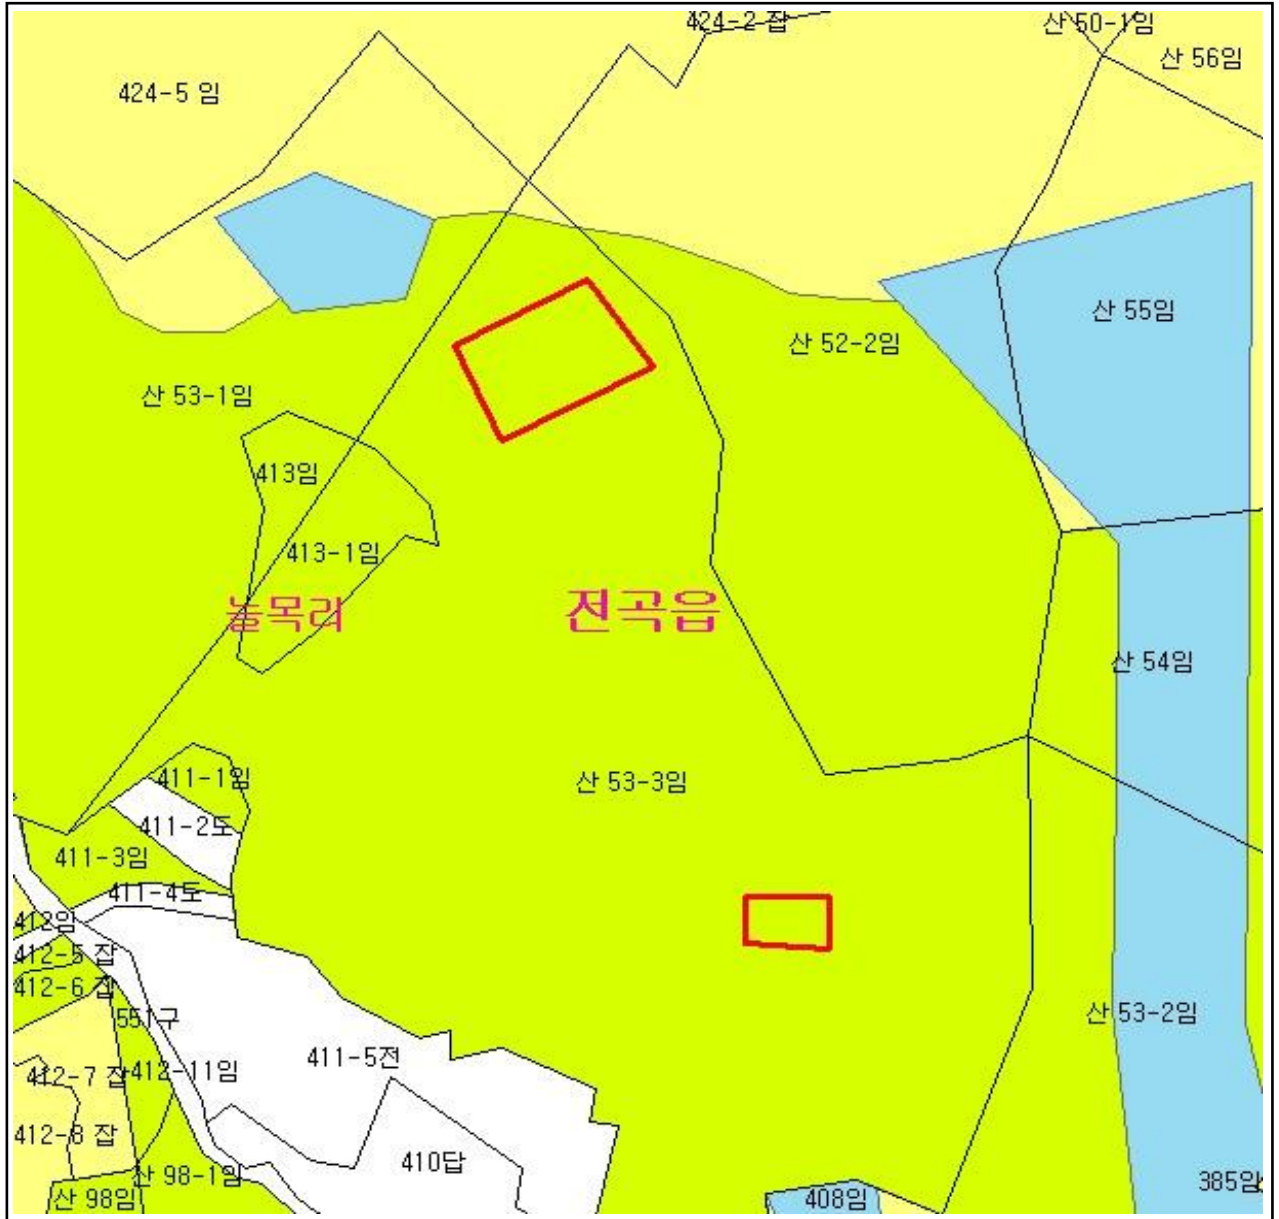 424-2 잡
산 50-1임
산 56임
424-5 임
산 55임
산 52-2임
산 53-1임
413임
413-1임
늘목리
전곡읍
산 54임
산 53-3임
411-1임
411-2도
411-3임
411-4도
412임
412-5 잡
412-6 잡
551구
산 53-2임
411-5전
412-7 잡
412-11임
412-8 잡
410답
산 98-1임
산 98임
408임
385임